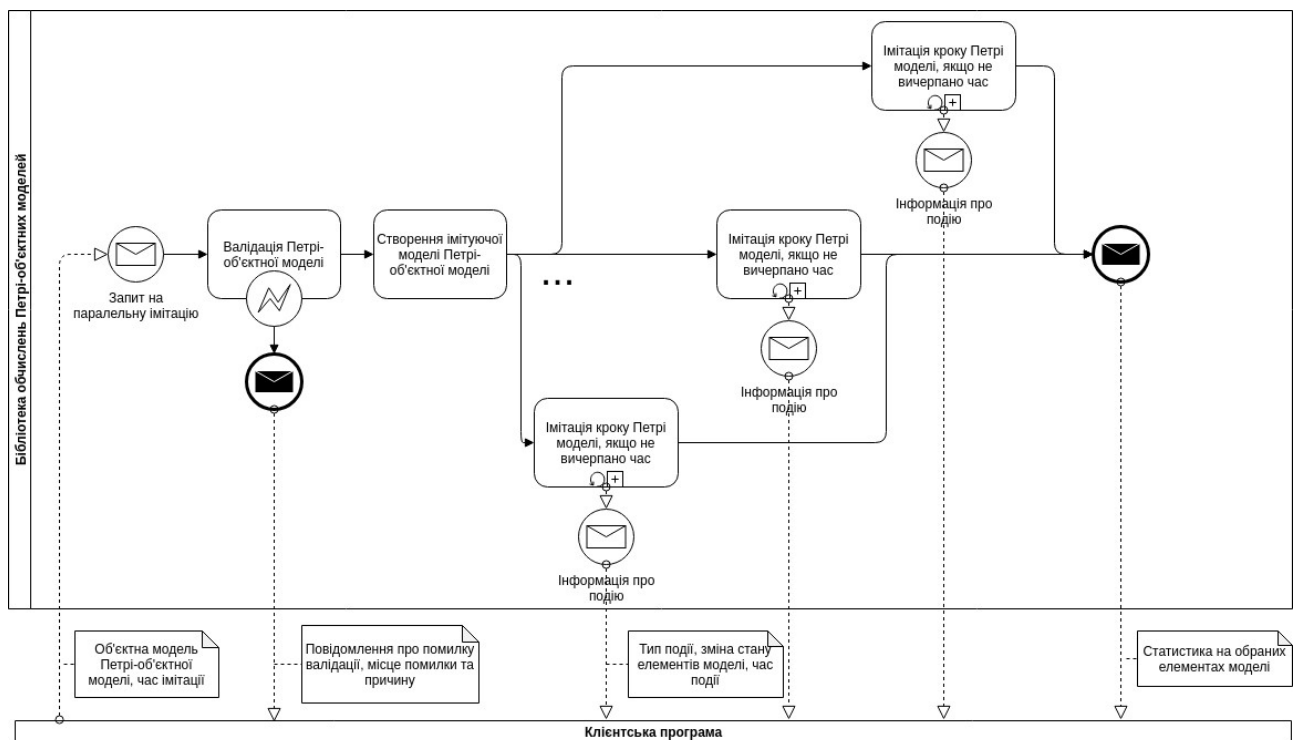 Бібліотека обчислень Петрі-об'єктних моделей
Імітація кроку Петрі
моделі, якщо не
вичерпано час
Інформація про
подію
Запит на
паралельну імітацію
Валідація Петрі-
об'єктної моделі
Створення імітуючої
моделі Петрі-
об'єктної моделі
...
Імітація кроку Петрі
моделі, якщо не
вичерпано час
Інформація про
подію
Імітація кроку Петрі
моделі, якщо не
вичерпано час
Інформація про
подію
Об'єктна модель
Петрі-об'єктної
моделі, час імітації
Повідомлення про помилку
валідації, місце помилки та
причину
Тип події, зміна стану
елементів моделі, час
події
Статистика на обраних
елементах моделі
Клієнтська програма